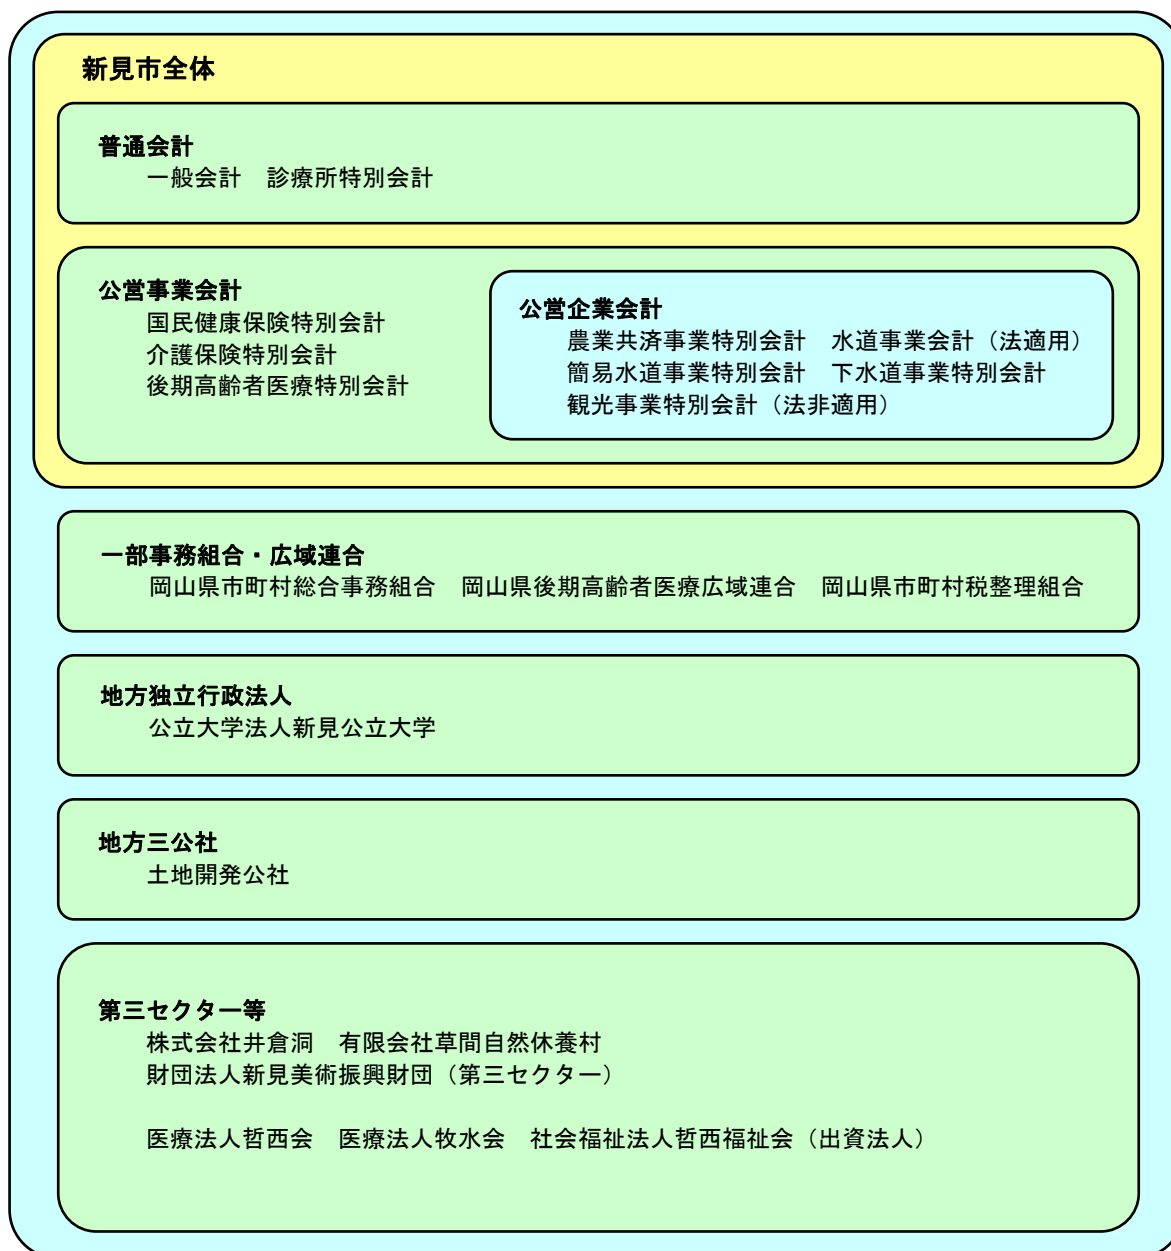 新見市全体
普通会計
一般会計　診療所特別会計
公営事業会計
国民健康保険特別会計
介護保険特別会計
後期高齢者医療特別会計
公営企業会計
農業共済事業特別会計　水道事業会計（法適用）
簡易水道事業特別会計　下水道事業特別会計
観光事業特別会計（法非適用）
一部事務組合・広域連合
岡山県市町村総合事務組合　岡山県後期高齢者医療広域連合　岡山県市町村税整理組合
地方独立行政法人
公立大学法人新見公立大学
地方三公社
土地開発公社
第三セクター等
株式会社井倉洞　有限会社草間自然休養村
財団法人新見美術振興財団（第三セクター）
医療法人哲西会　医療法人牧水会　社会福祉法人哲西福祉会（出資法人）